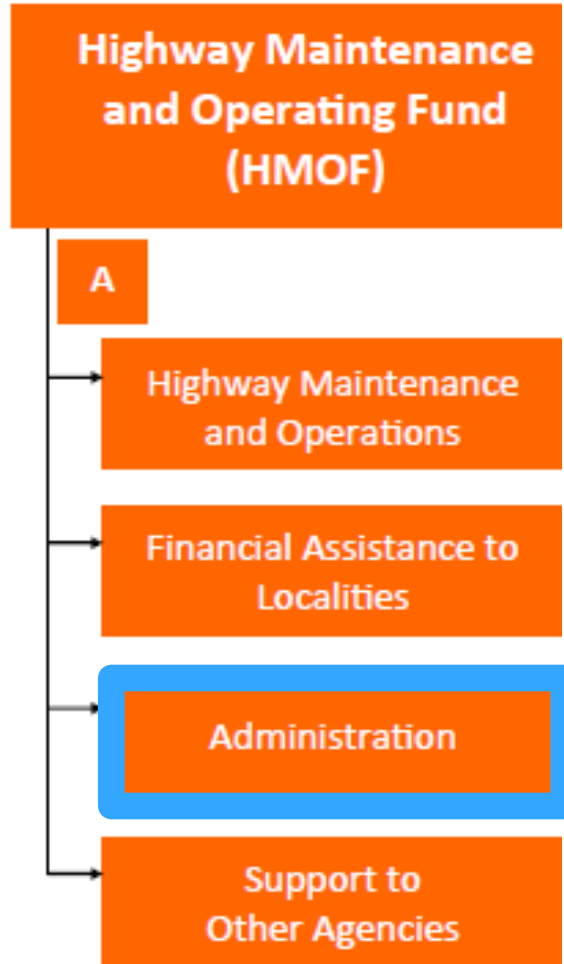 Highway Maintenance
and Operating Fund
(HMOF)
A
Highway Maintenance
and Operations
Financial Assistance to
Localities
Administration
Support to
Other Agencies